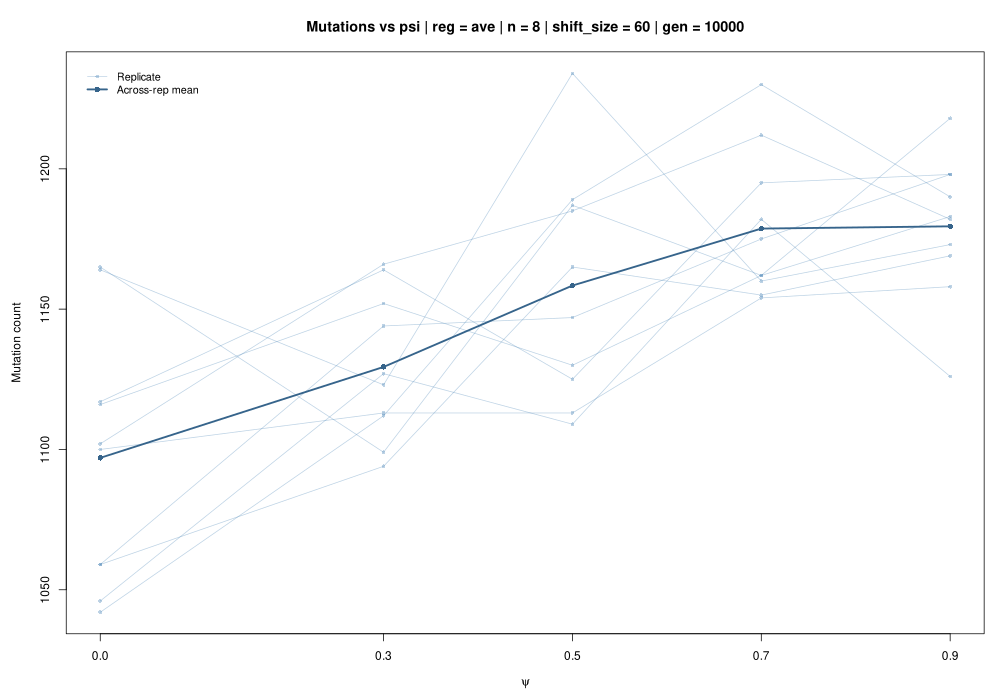 Mutations vs psi | reg = ave | n = 8 | shift_size = 60 | gen = 10000
Replicate
Across-rep mean
Mutation count
1200
1150
1100
1050
0.0 0.3 0.5 0.7 0.9
ψ